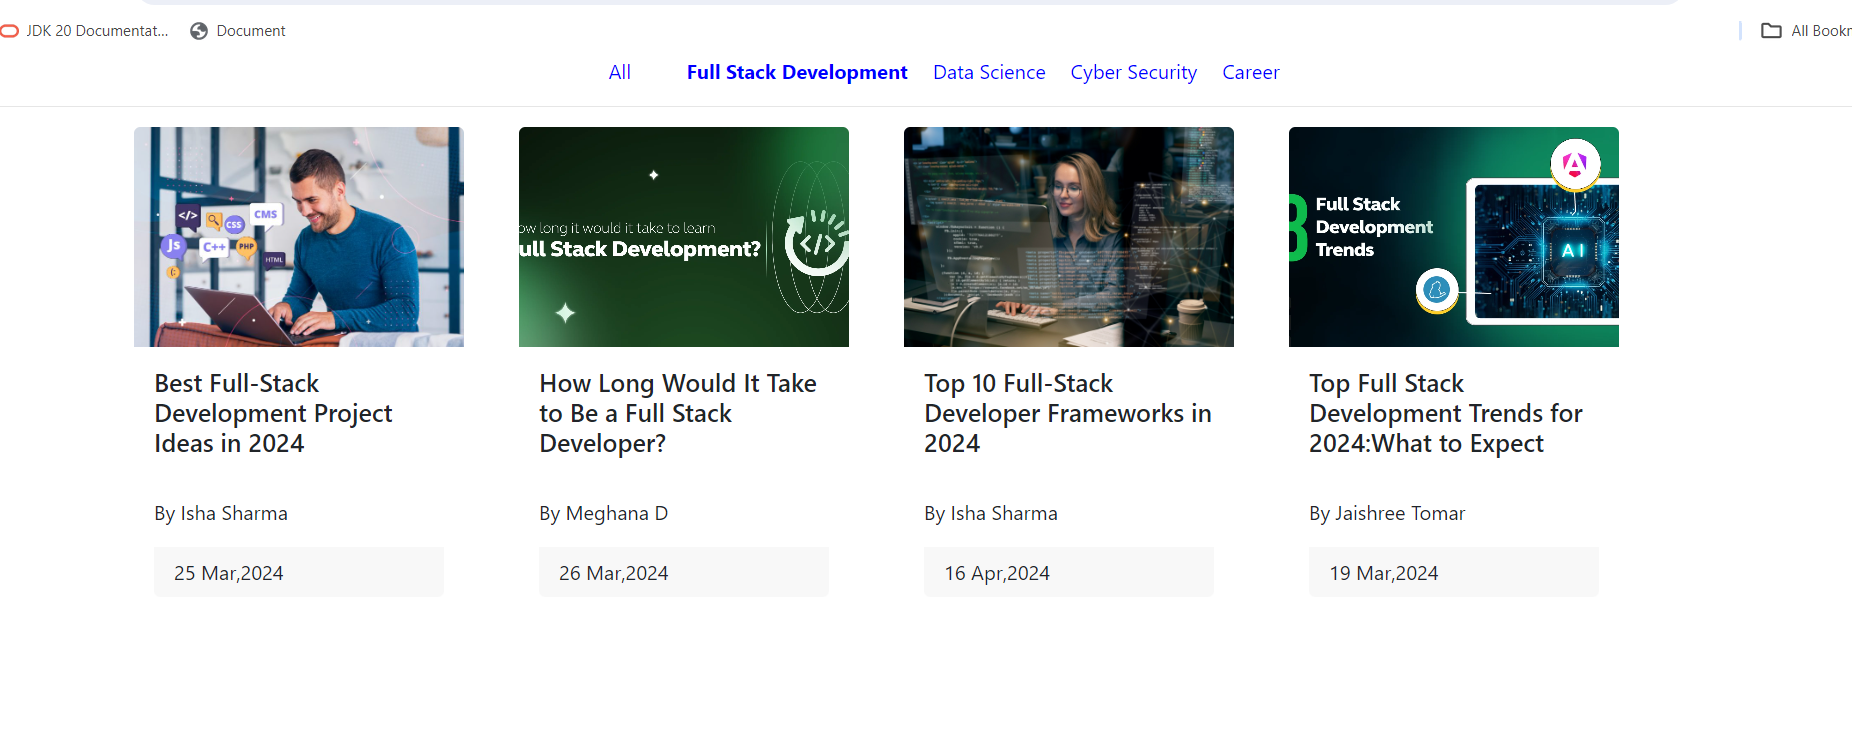 JDK 20 Documentat...
Document
All Bookr
All
Full Stack Development
Data Science
Cyber Security
Career
</>
CSS
CMS
Js
C++
PHP
HTML
ow long it would it take to learn
ull Stack Development?
</>
3
Full Stack
Development
Trends
AI
Best Full-Stack
Development Project
Ideas in 2024
By Isha Sharma
25 Mar,2024
How Long Would It Take
to Be a Full Stack
Developer?
By Meghana D
26 Mar,2024
Top 10 Full-Stack
Developer Frameworks in
2024
By Isha Sharma
16 Apr,2024
Top Full Stack
Development Trends for
2024:What to Expect
By Jaishree Tomar
19 Mar,2024